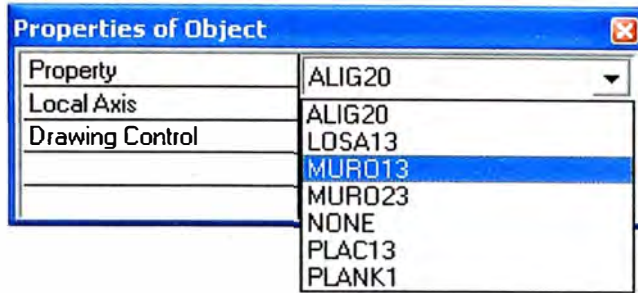 Properties of Object
Property ALIG20
Local Axis
Drawing Control
ALIG20
LOSA13
MURO13
MURO23
NONE
PLAC13
PLANK1